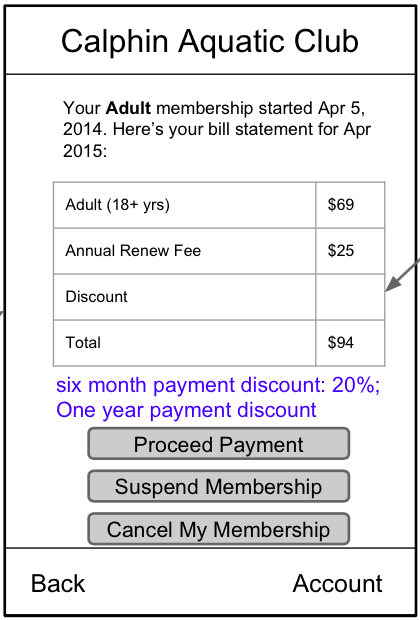 Calphin Aquatic Club
Your Adult membership started Apr 5,
2014. Here's your bill statement for Apr
2015:
Adult (18+ yrs) $69
Annual Renew Fee $25
Discount
Total $94
six month payment discount: 20%;
One year payment discount
Proceed Payment
Suspend Membership
Cancel My Membership
Back Account